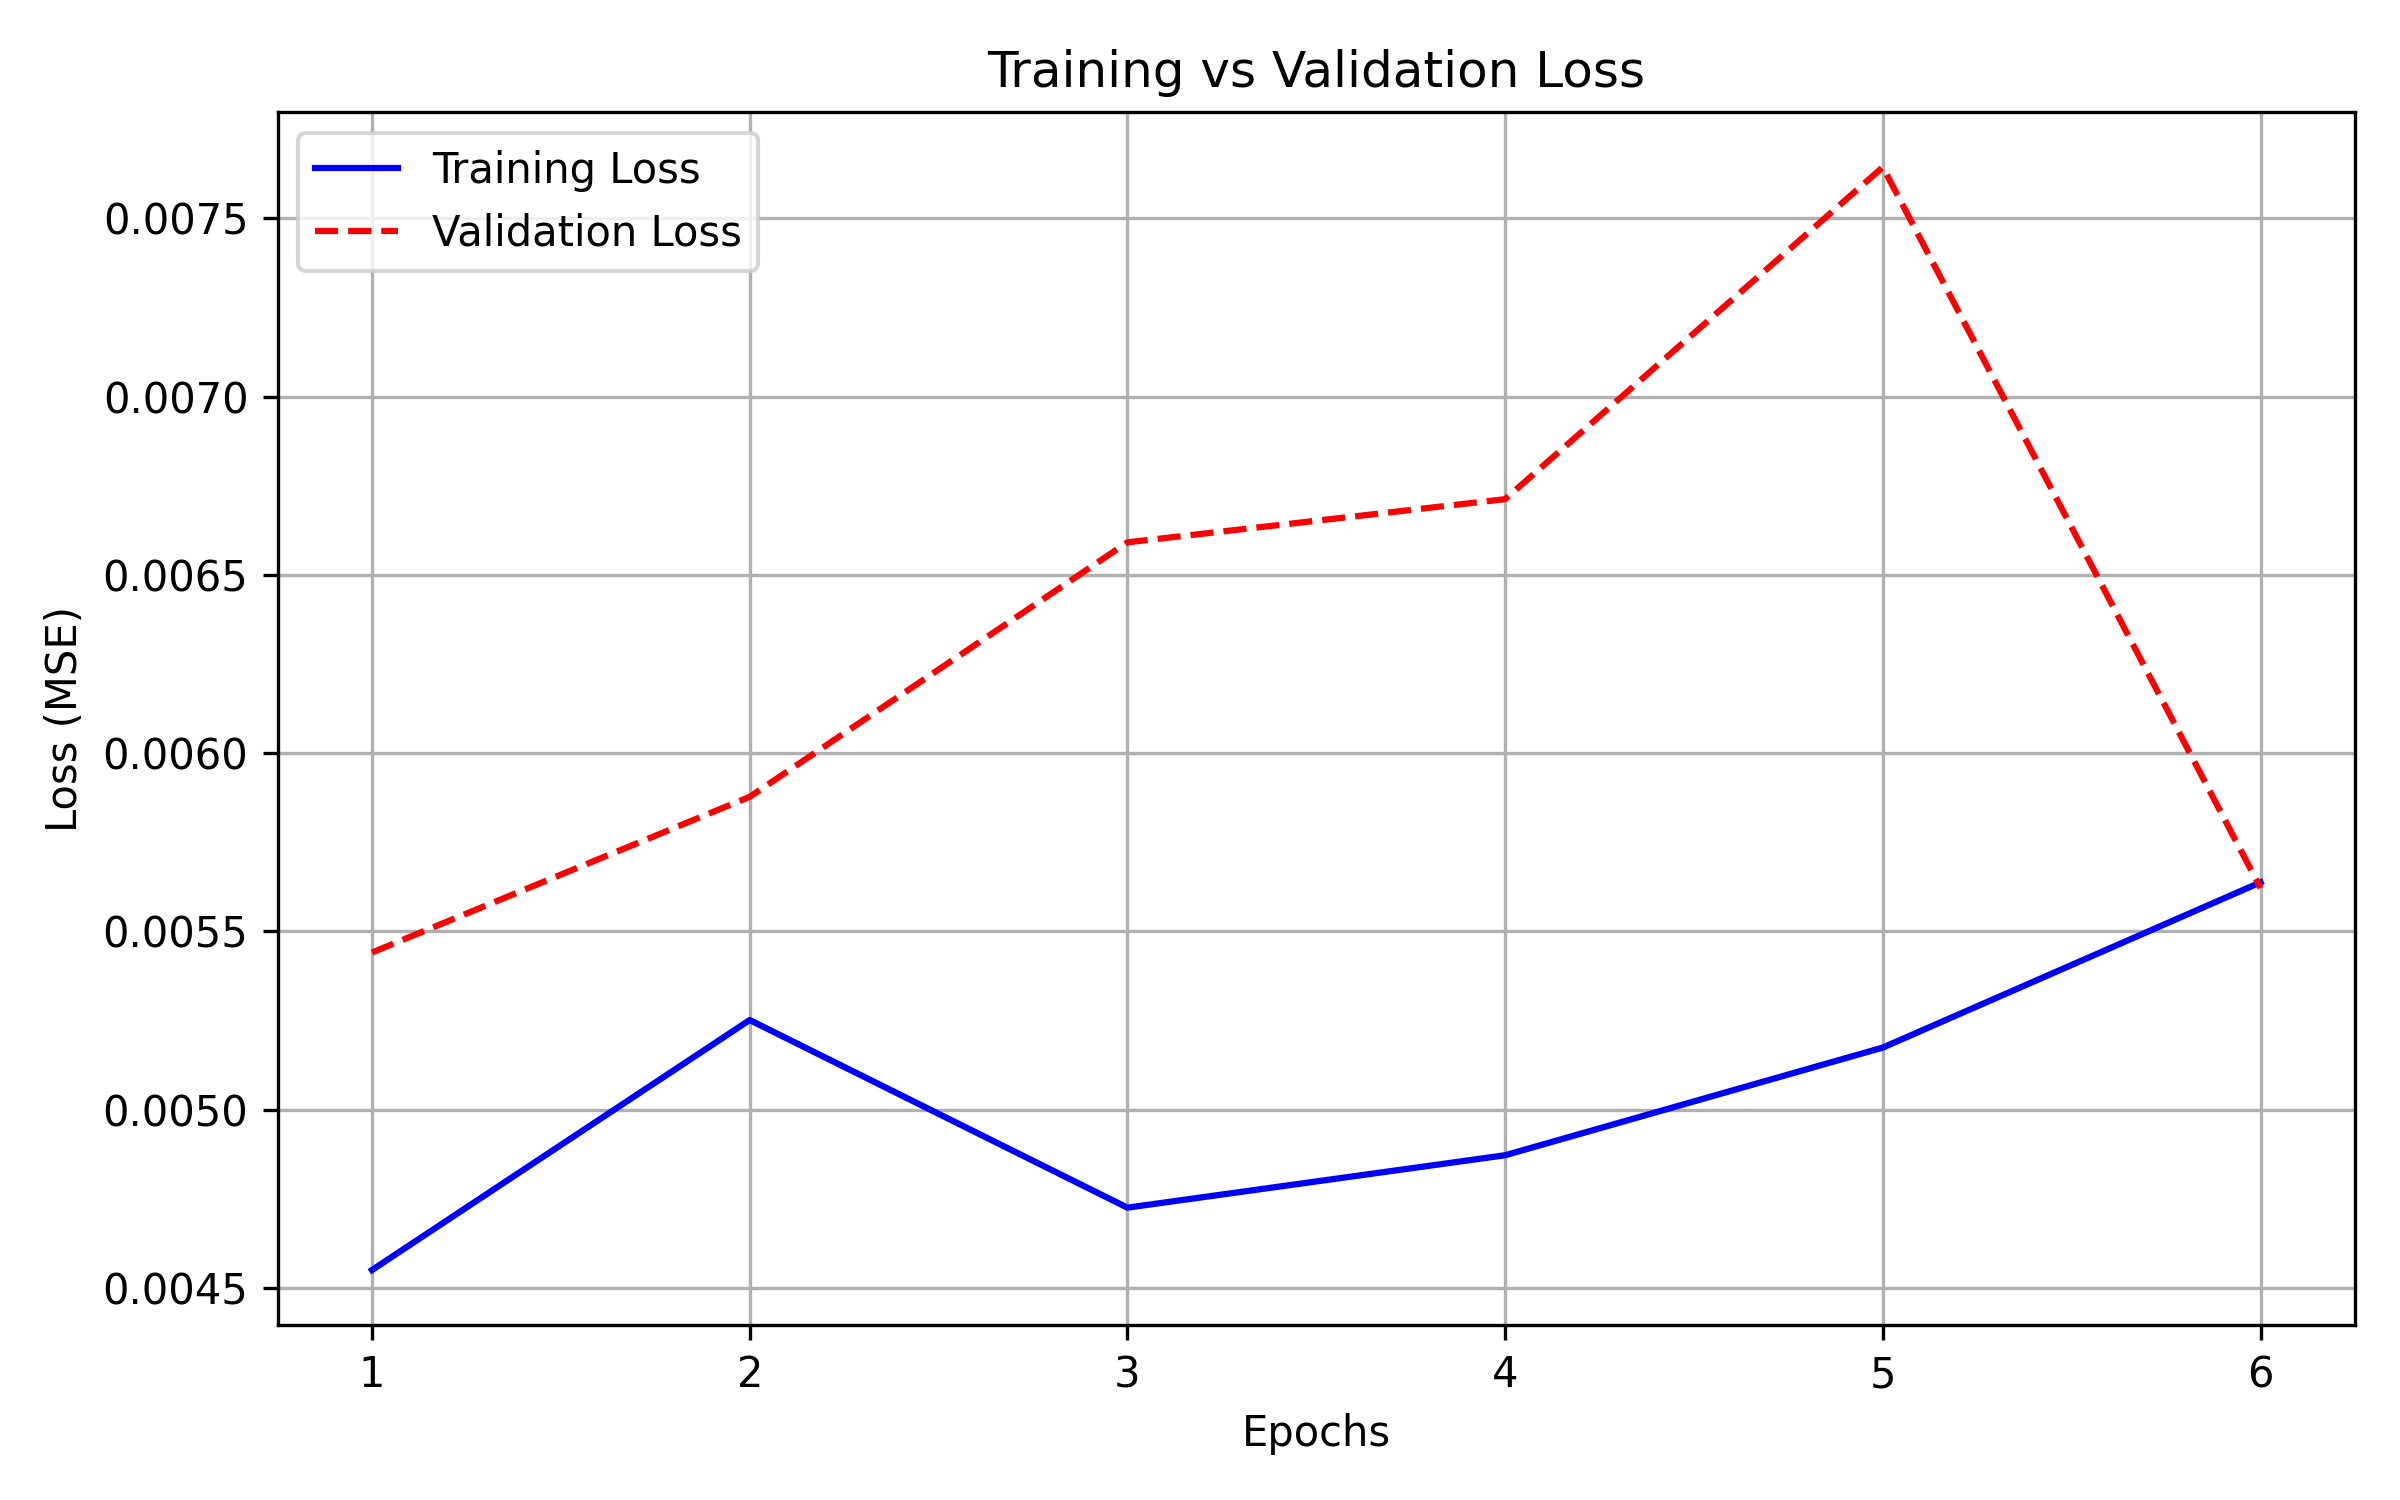 Training vs Validation Loss
Training Loss
Validation Loss
0.0075
0.0070
0.0065
0.0060
0.0055
0.0050
0.0045
Loss (MSE)
1 2 3 4 5 6
Epochs